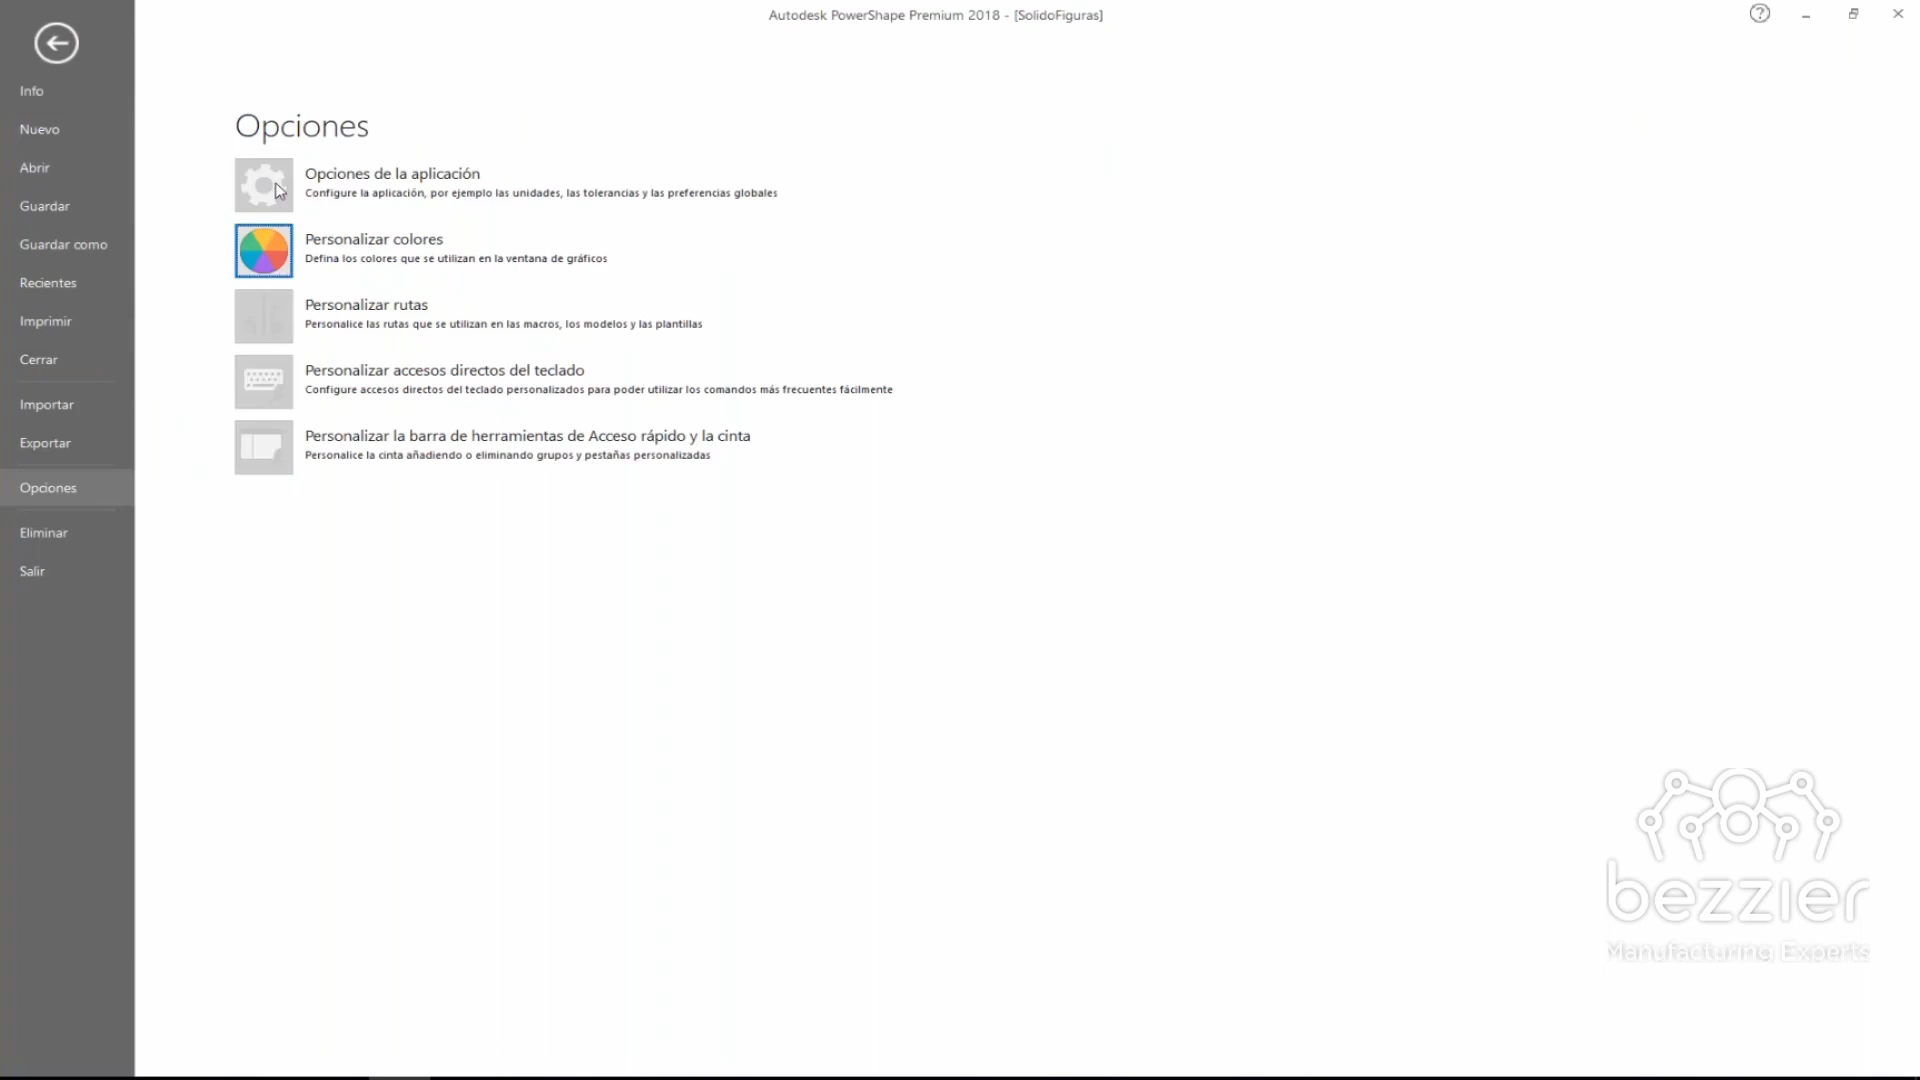 Autodesk PowerShape Premium 2018 - [SolidoFiguras]
Info
Nuevo
Abrir
Guardar
Guardar como
Recientes
Imprimir
Cerrar
Importar
Exportar
Opciones
Eliminar
Salir
Opciones
Opciones de la aplicación
Configure la aplicación, por ejemplo las unidades, las tolerancias y las preferencias globales
Personalizar colores
Defina los colores que se utilizan en la ventana de gráficos
Personalizar rutas
Personalice las rutas que se utilizan en las macros, los modelos y las plantillas
Personalizar accesos directos del teclado
Configure accesos directos del teclado personalizados para poder utilizar los comandos más frecuentes fácilmente
Personalizar la barra de herramientas de Acceso rápido y la cinta
Personalice la cinta añadiendo o eliminando grupos y pestañas personalizadas
bezzier
Manufacturing Experts